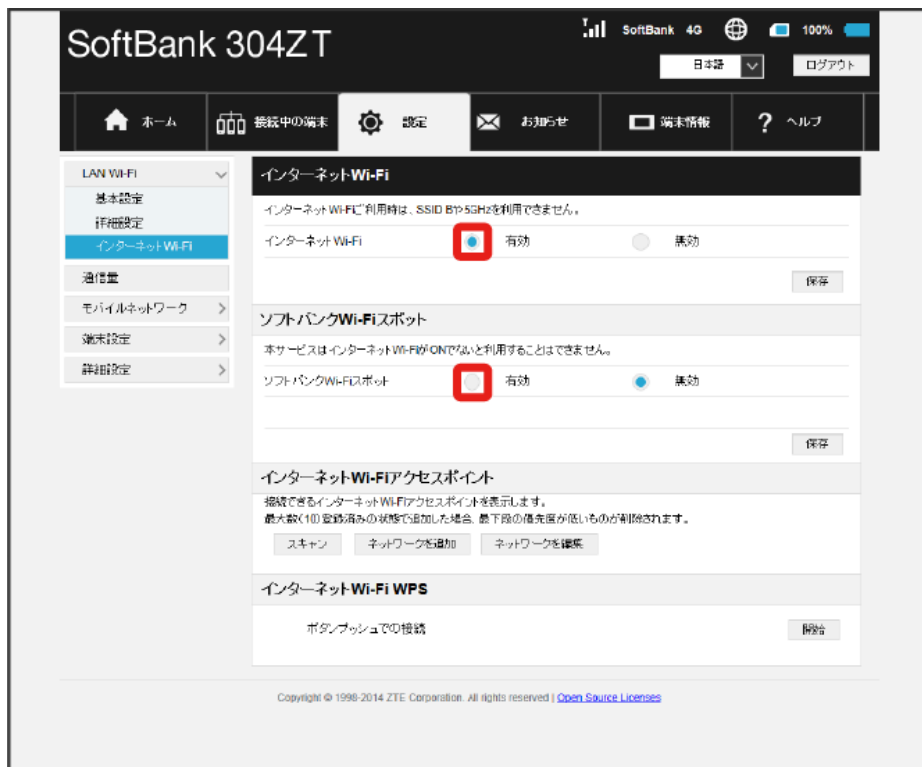 SoftBank 304ZT
SoftBank 4G 100%
日本語 ログアウト
ホーム 接続中の端末 設定 お知らせ 端末情報 ? ヘルプ
LAN Wi-Fi
基本設定
詳細設定
インターネットWi-Fi
通信量
モバイルネットワーク
端末設定
詳細設定
インターネットWi-Fi
インターネットWi-Fiご利用時は、SSID Bや5GHzを利用できません。
インターネットWi-Fi 有効 無効
保存
ソフトバンクWi-Fiスポット
本サービスはインターネットWi-FiがONでないと利用することはできません。
ソフトバンクWi-Fiスポット 有効 無効
保存
インターネットWi-Fiアクセスポイント
接続できるインターネットWi-Fiアクセスポイントを表示します。
最大数(10)登録済みの状態で追加した場合、最下段の優先度が低いものが削除されます。
スキャン ネットワークを追加 ネットワークを編集
インターネットWi-Fi WPS
ボタンプッシュでの接続 開始
Copyright © 1998-2014 ZTE Corporation. All rights reserved | Open Source Licenses